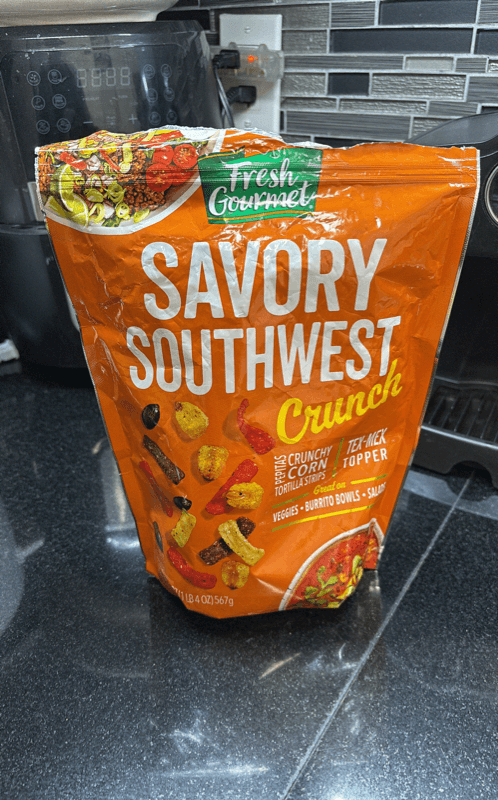 Fresh
Gourmet
SAVORY
SOUTHWEST
Crunch
PEPITAS
CRUNCHY
CORN
TORTILLA STRIPS
TEX-MEX
TOPPER
Great on
VEGGIES • BURRITO BOWLS • SALADS
(1 LB 4 OZ) 567g